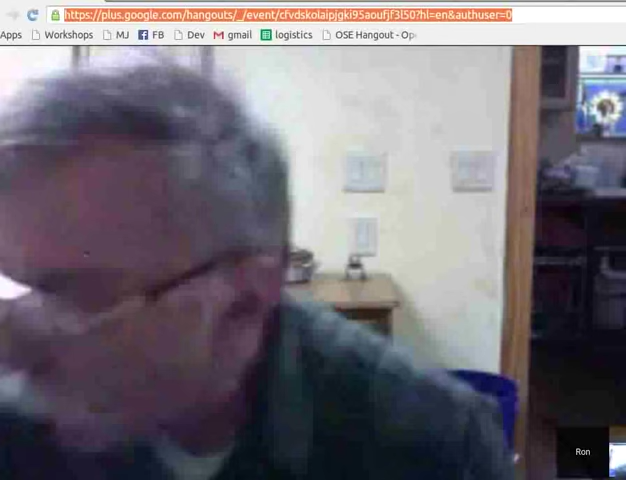 https://plus.google.com/hangouts/_/event/cfvdskolaipjgki95aoufjf3l50?hl=en&authuser=0
Apps Workshops MJ FB Dev gmail logistics OSE Hangout - Op
Ron